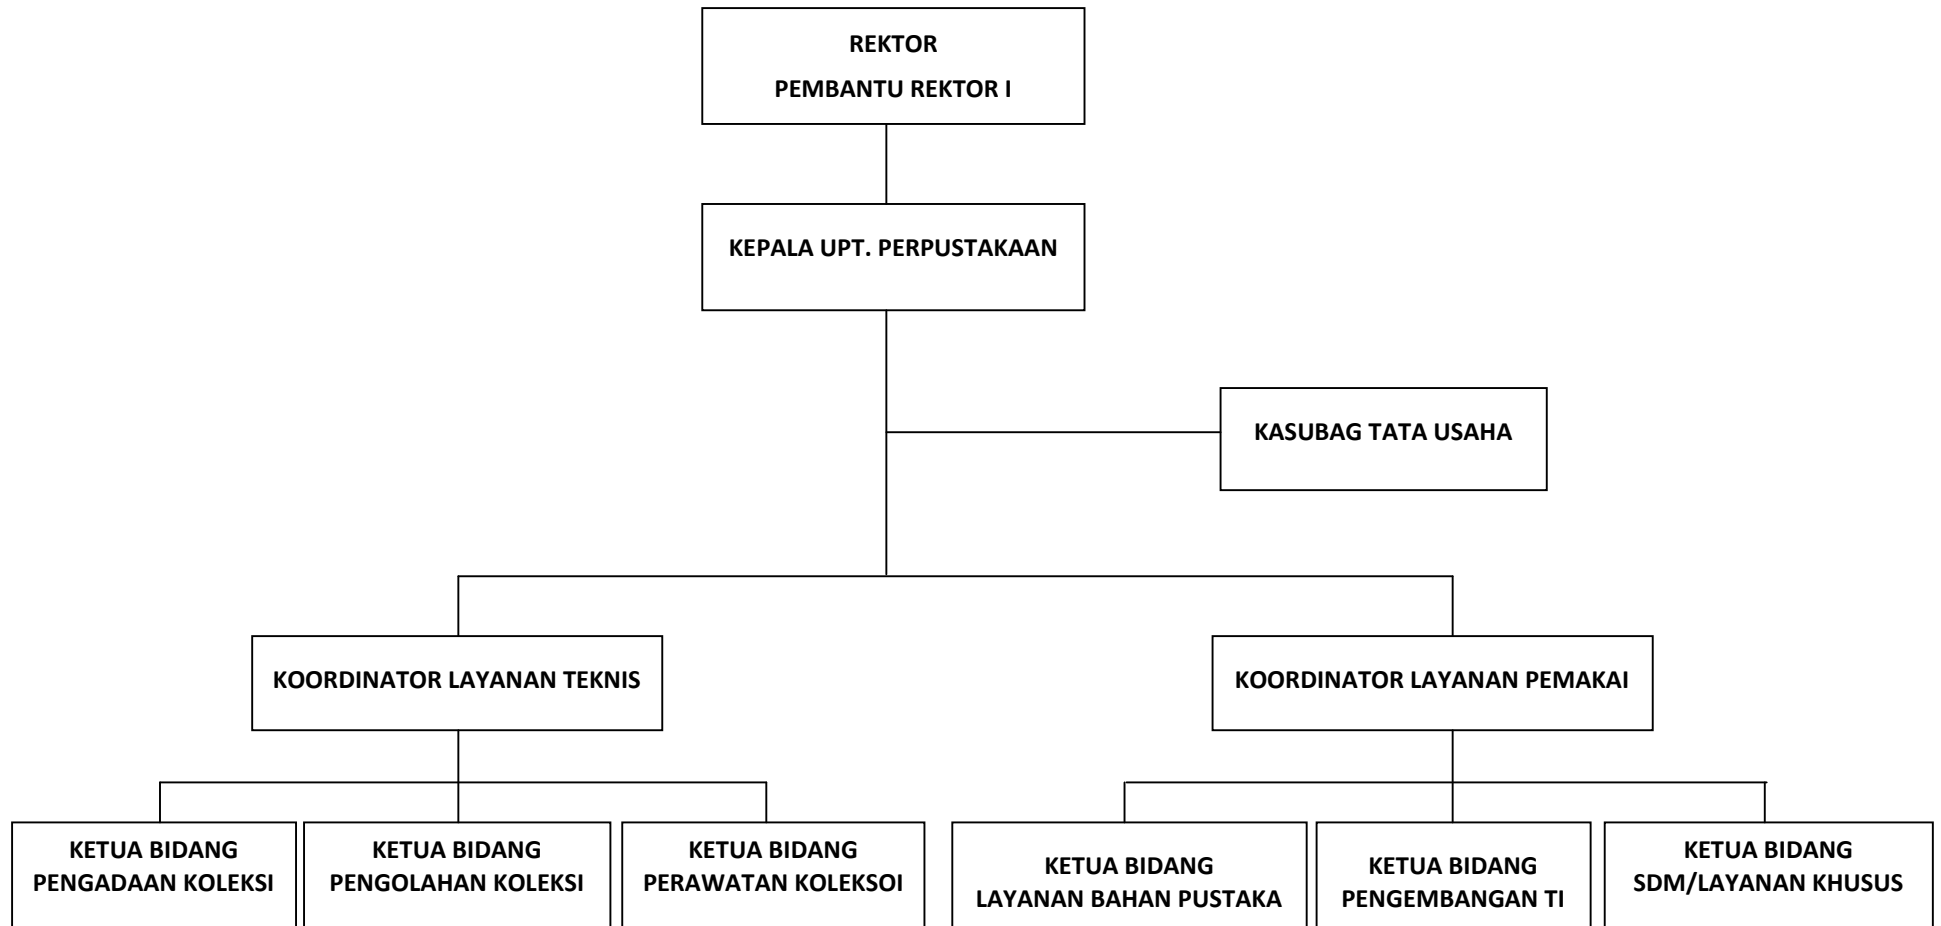 REKTOR
PEMBANTU REKTOR I
KEPALA UPT. PERPUSTAKAAN
KASUBAG TATA USAHA
KOORDINATOR LAYANAN TEKNIS
KOORDINATOR LAYANAN PEMAKAI
KETUA BIDANG
PENGADAAN KOLEKSI
KETUA BIDANG
PENGOLAHAN KOLEKSI
KETUA BIDANG
PERAWATAN KOLEKSOI
KETUA BIDANG
LAYANAN BAHAN PUSTAKA
KETUA BIDANG
PENGEMBANGAN TI
KETUA BIDANG
SDM/LAYANAN KHUSUS